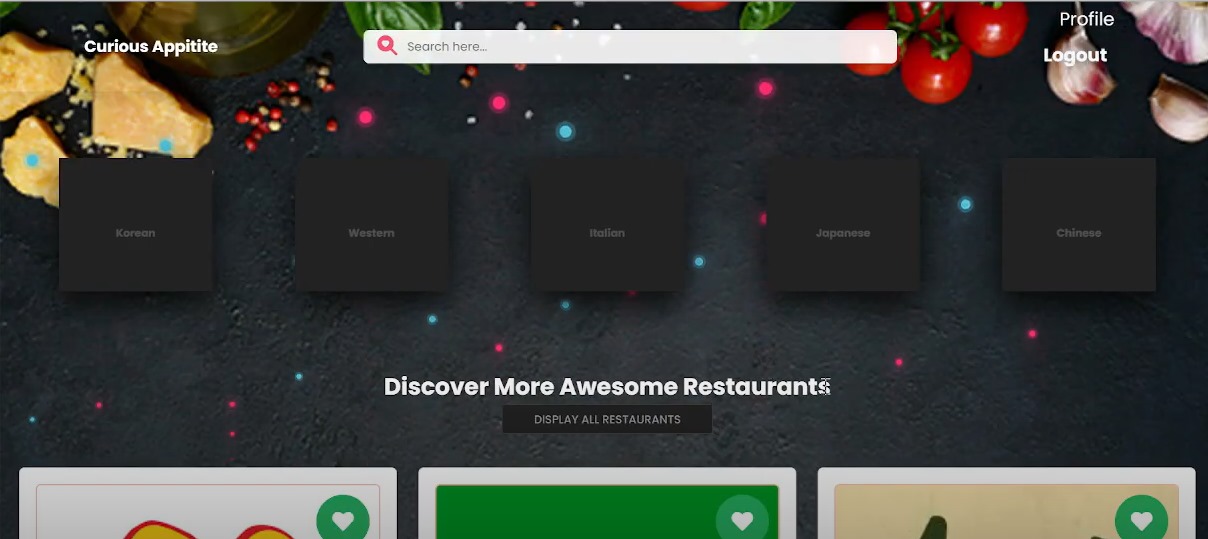 Profile
Curious Appitite
Search here...
Logout
Korean
Western
Italian
Japanese
Chinese
Discover More Awesome Restaurants
DISPLAY ALL RESTAURANTS